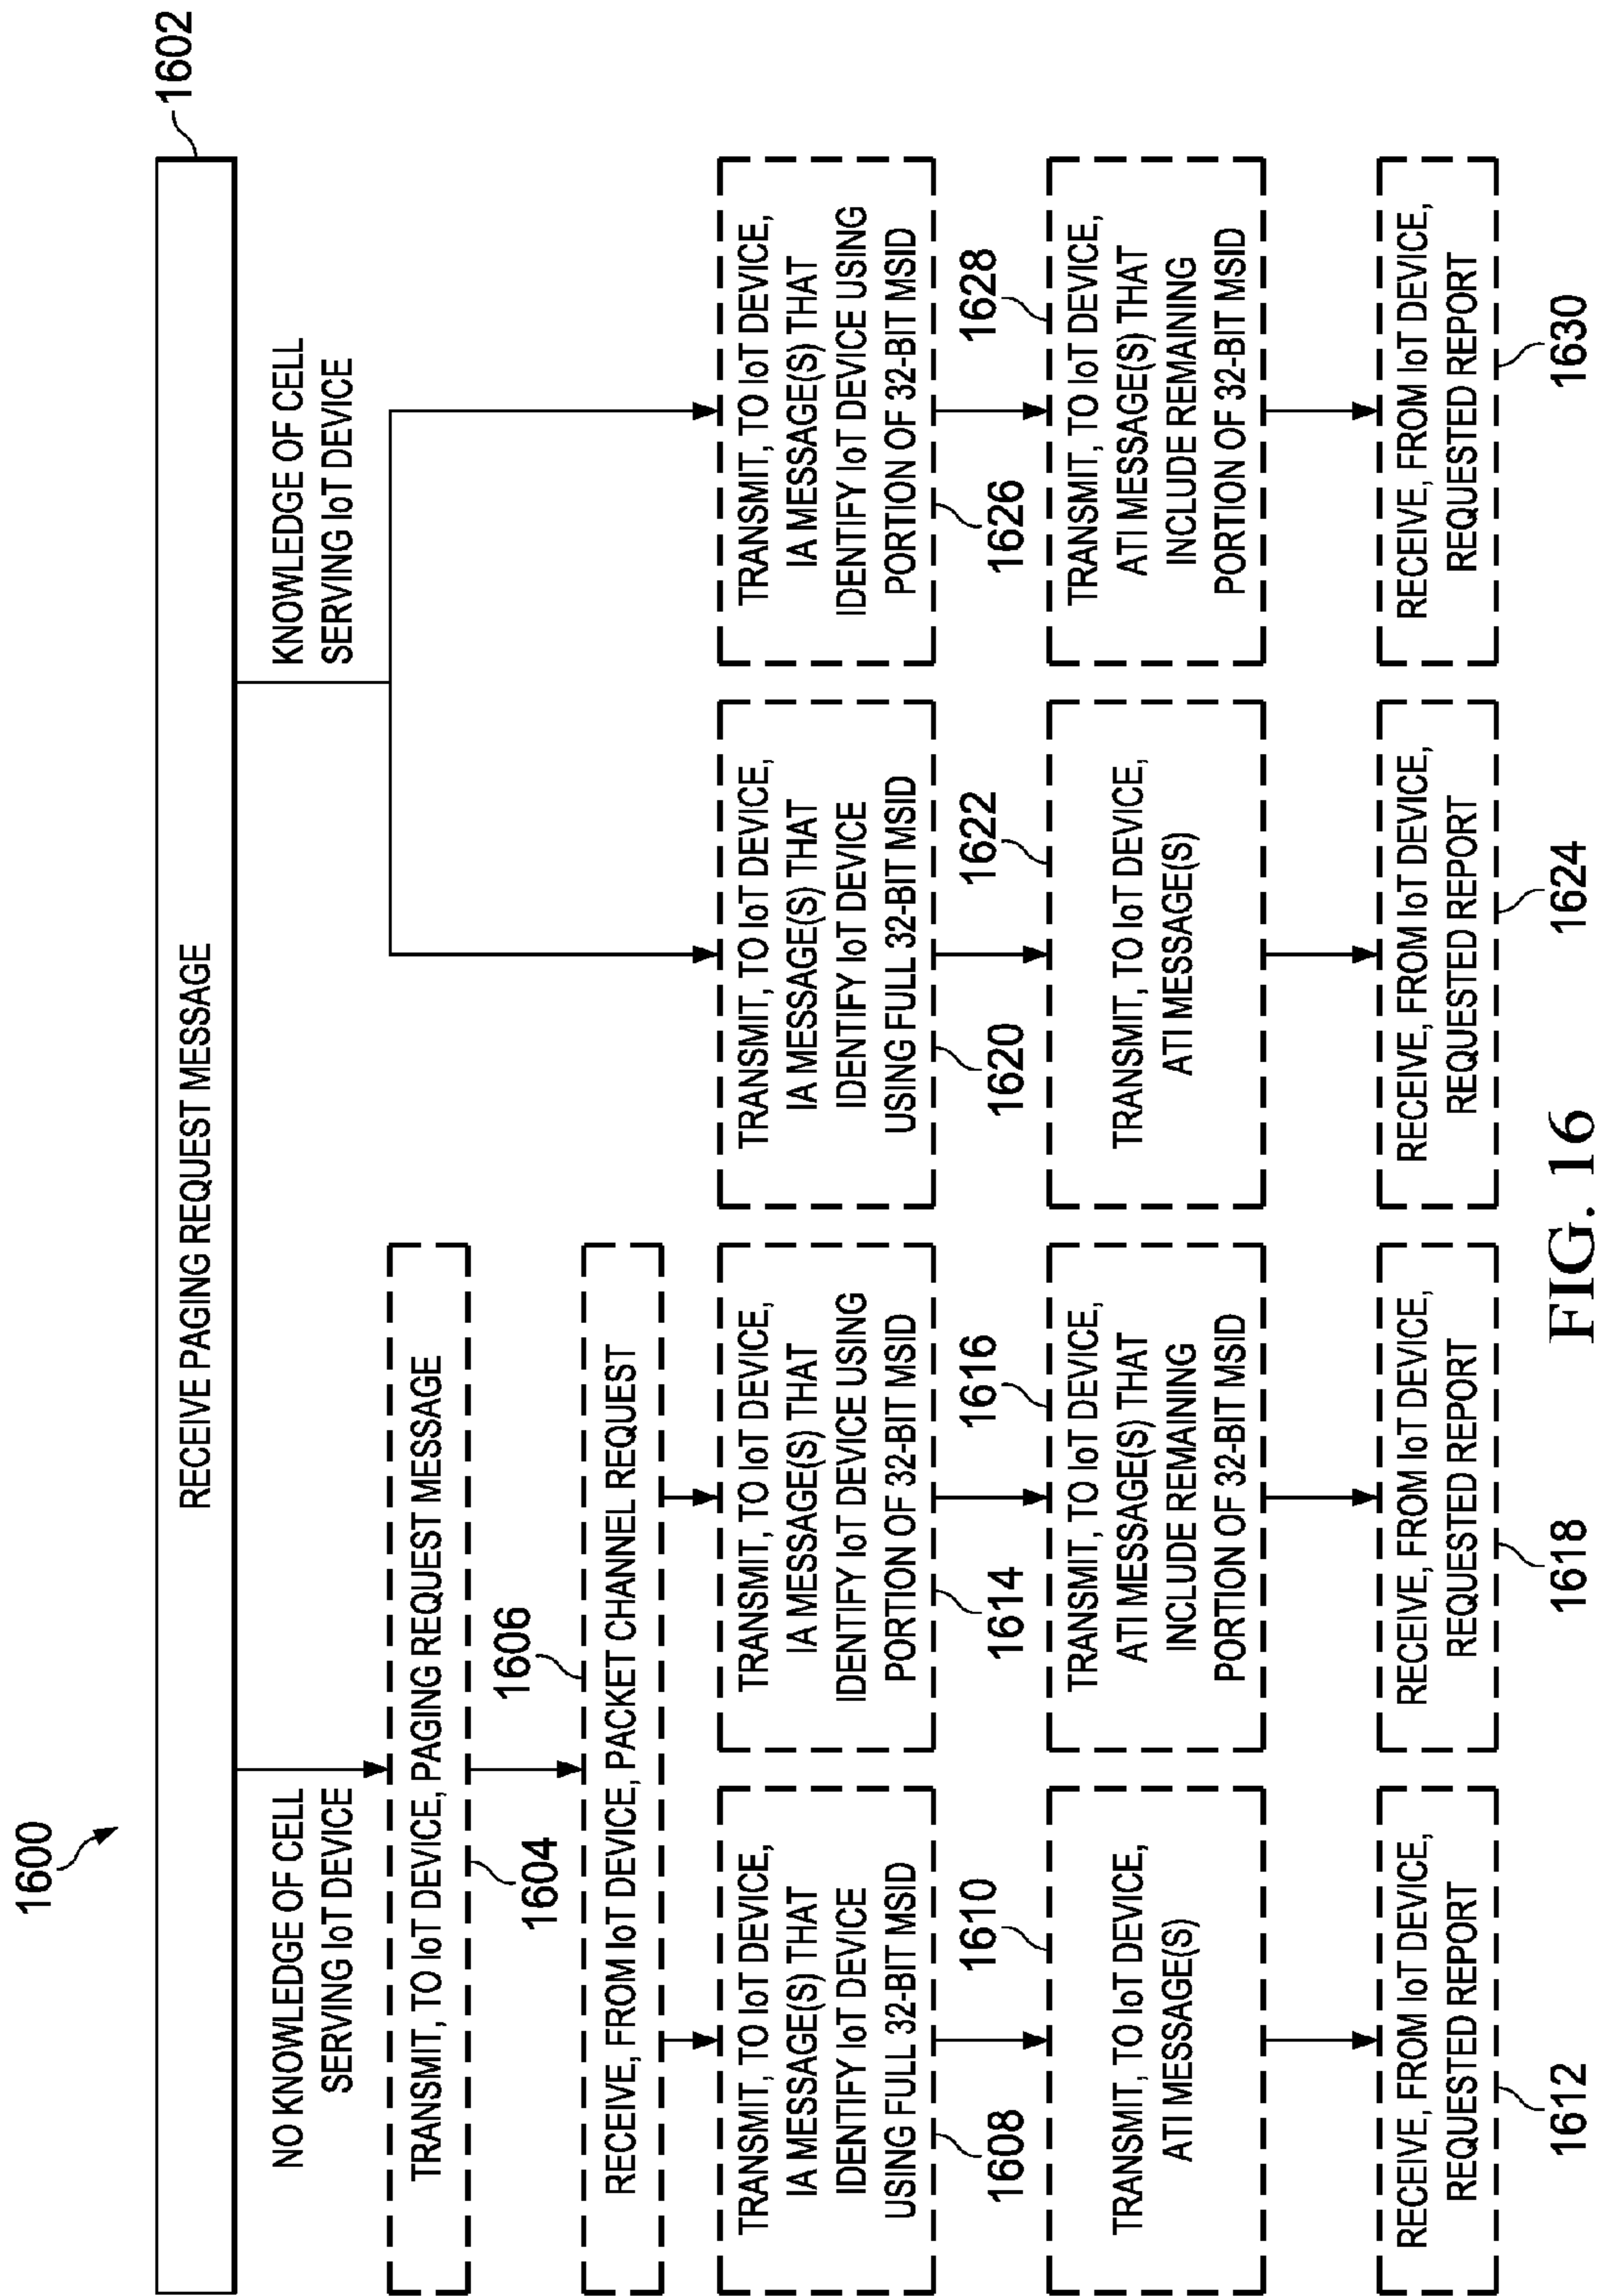 1600
RECEIVE PAGING REQUEST MESSAGE
1602
NO KNOWLEDGE OF CELL
SERVING IoT DEVICE
KNOWLEDGE OF CELL
SERVING IoT DEVICE
TRANSMIT, TO IoT DEVICE, PAGING REQUEST MESSAGE
1604
1606
RECEIVE, FROM IoT DEVICE, PACKET CHANNEL REQUEST
TRANSMIT, TO IoT DEVICE,
IA MESSAGE(S) THAT
IDENTIFY IoT DEVICE
USING FULL 32-BIT MSID
1608
1610
TRANSMIT, TO IoT DEVICE,
ATI MESSAGE(S)
RECEIVE, FROM IoT DEVICE,
REQUESTED REPORT
1612
TRANSMIT, TO IoT DEVICE,
IA MESSAGE(S) THAT
IDENTIFY IoT DEVICE USING
PORTION OF 32-BIT MSID
1614
1616
TRANSMIT, TO IoT DEVICE,
ATI MESSAGE(S) THAT
INCLUDE REMAINING
PORTION OF 32-BIT MSID
RECEIVE, FROM IoT DEVICE,
REQUESTED REPORT
1618
TRANSMIT, TO IoT DEVICE,
IA MESSAGE(S) THAT
IDENTIFY IoT DEVICE
USING FULL 32-BIT MSID
1620
1622
TRANSMIT, TO IoT DEVICE,
ATI MESSAGE(S)
RECEIVE, FROM IoT DEVICE,
REQUESTED REPORT
1624
TRANSMIT, TO IoT DEVICE,
IA MESSAGE(S) THAT
IDENTIFY IoT DEVICE USING
PORTION OF 32-BIT MSID
1626
1628
TRANSMIT, TO IoT DEVICE,
ATI MESSAGE(S) THAT
INCLUDE REMAINING
PORTION OF 32-BIT MSID
RECEIVE, FROM IoT DEVICE,
REQUESTED REPORT
1630
FIG. 16